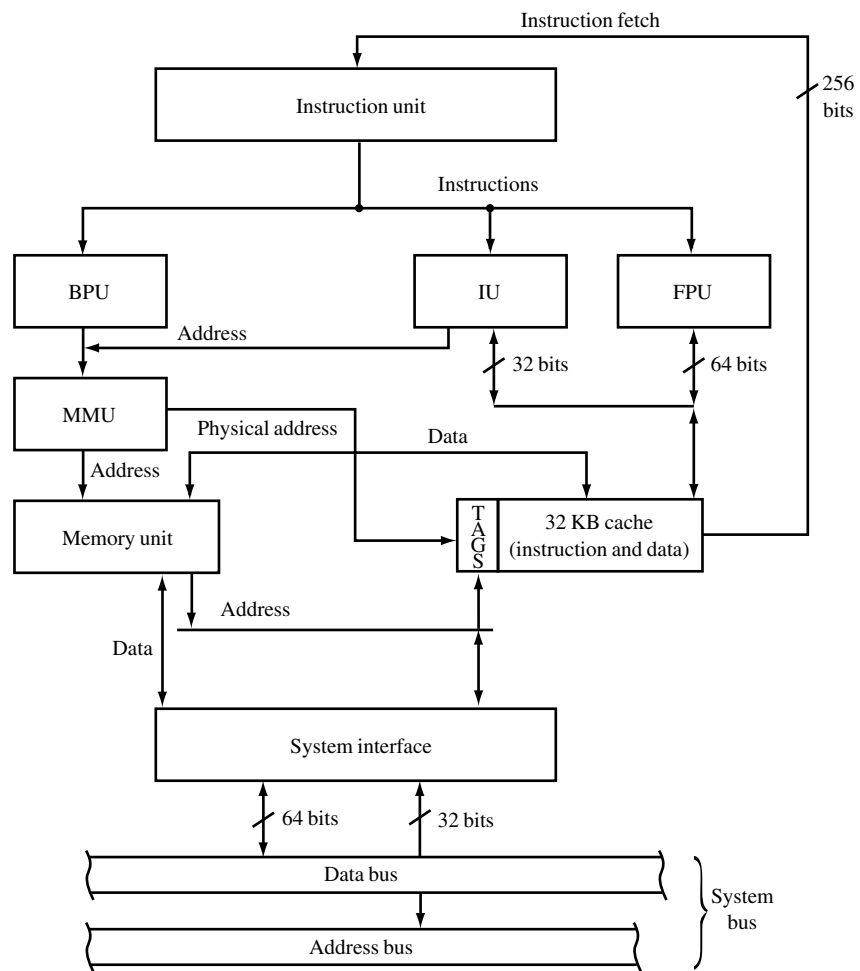 Instruction fetch
256
bits
Instruction unit
Instructions
BPU
IU
FPU
Address
32 bits
64 bits
MMU
Physical address
Data
Address
Memory unit
TAGS
32 KB cache
(instruction and data)
Address
Data
System interface
64 bits
32 bits
Data bus
System
bus
Address bus